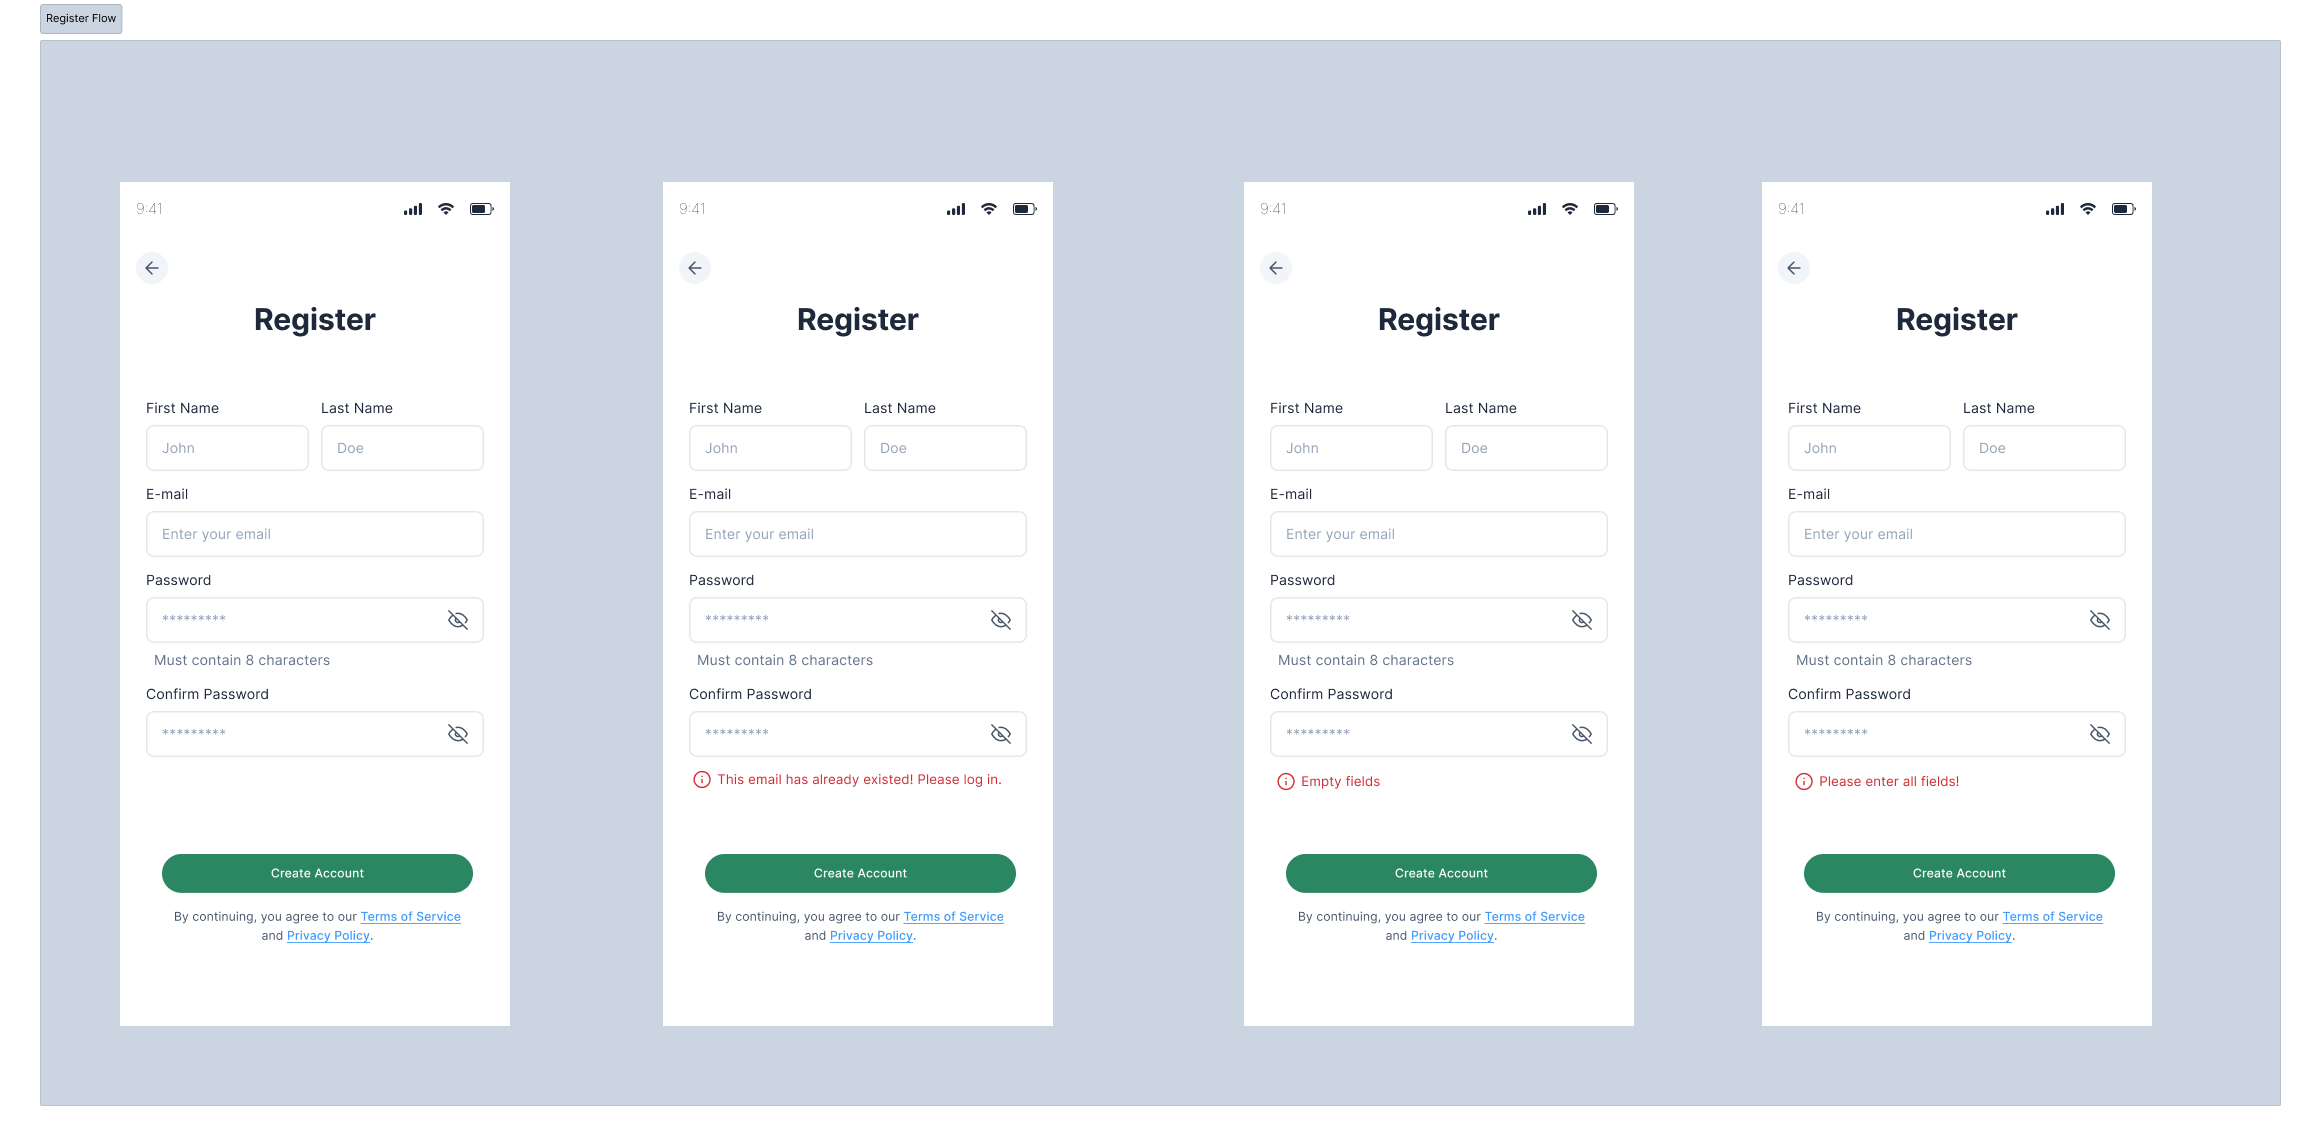 Register Flow
9:41
Register
First Name
Last Name
John
Doe
E-mail
Enter your email
Password
*********
Must contain 8 characters
Confirm Password
*********
Create Account
By continuing, you agree to our Terms of Service
and Privacy Policy.
9:41
Register
First Name
Last Name
John
Doe
E-mail
Enter your email
Password
*********
Must contain 8 characters
Confirm Password
*********
This email has already existed! Please log in.
Create Account
By continuing, you agree to our Terms of Service
and Privacy Policy.
9:41
Register
First Name
Last Name
John
Doe
E-mail
Enter your email
Password
*********
Must contain 8 characters
Confirm Password
*********
Empty fields
Create Account
By continuing, you agree to our Terms of Service
and Privacy Policy.
9:41
Register
First Name
Last Name
John
Doe
E-mail
Enter your email
Password
*********
Must contain 8 characters
Confirm Password
*********
Please enter all fields!
Create Account
By continuing, you agree to our Terms of Service
and Privacy Policy.